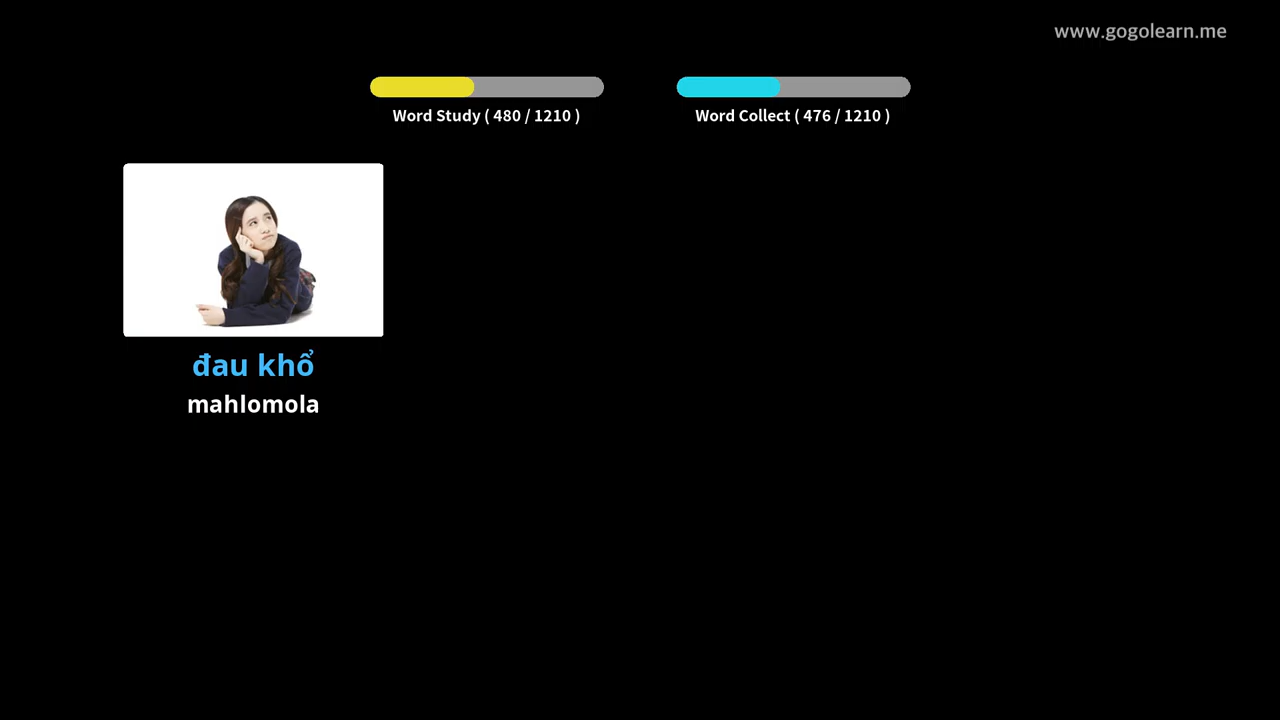 www.gogolearn.me
Word Study ( 480 / 1210 )
Word Collect ( 476 / 1210 )
đau khổ
mahlomola